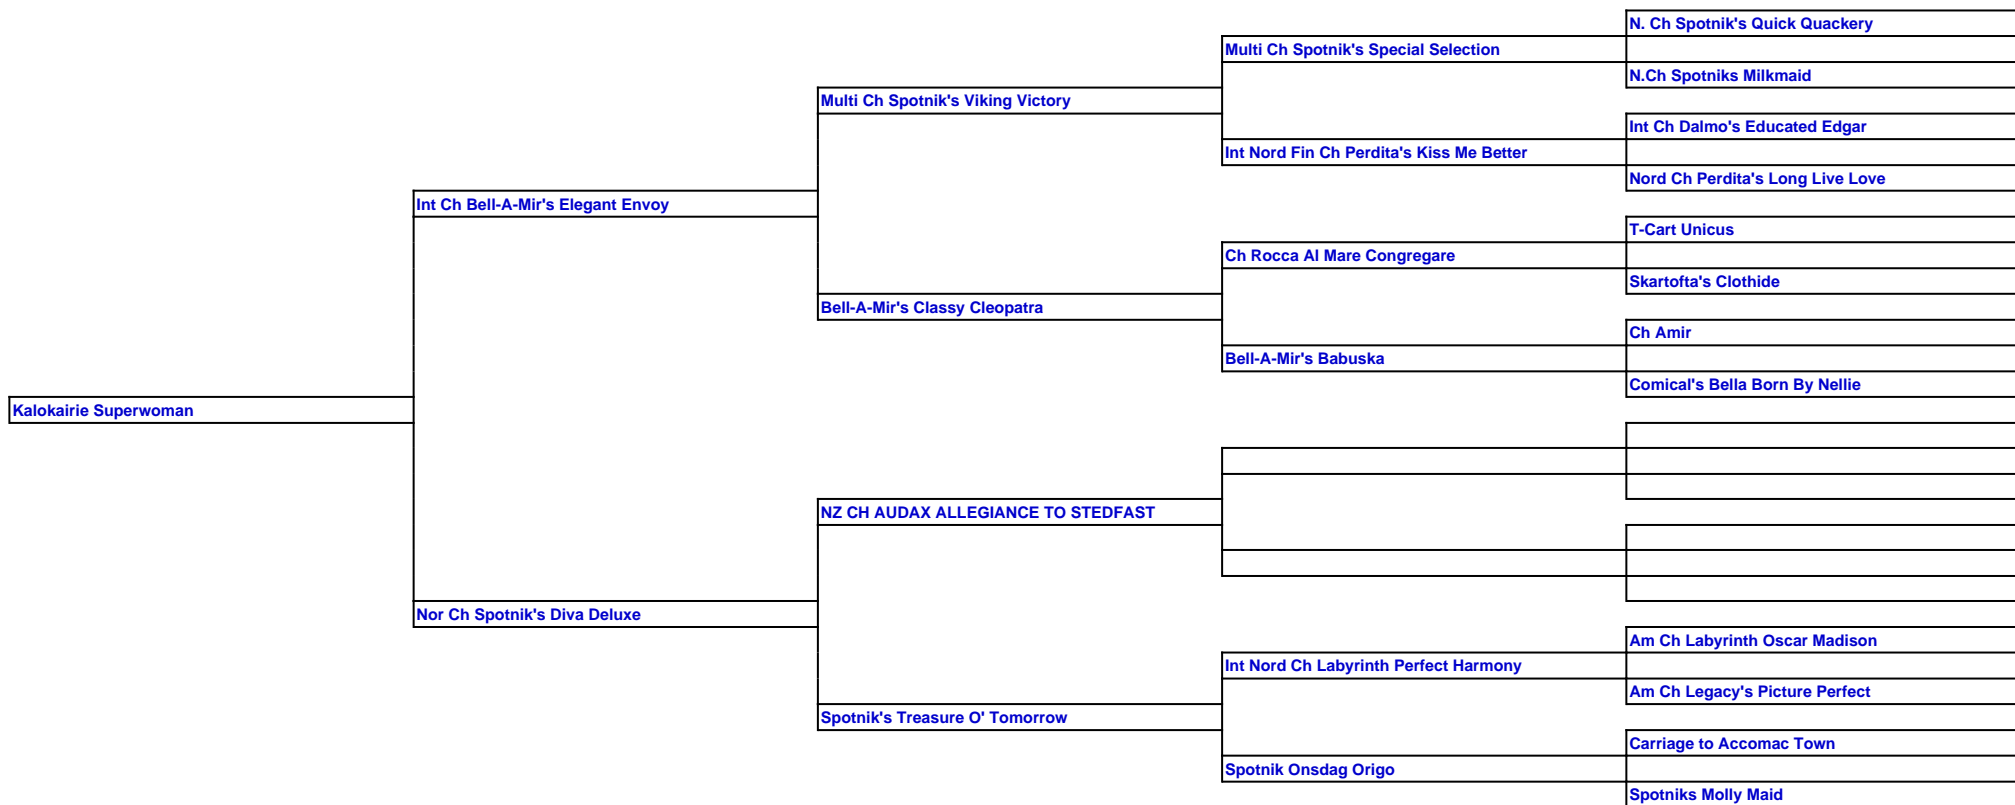 N. Ch Spotnik's Quick Quackery
Multi Ch Spotnik's Special Selection
N.Ch Spotniks Milkmaid
Multi Ch Spotnik's Viking Victory
Int Ch Dalmo's Educated Edgar
Int Nord Fin Ch Perdita's Kiss Me Better
Nord Ch Perdita's Long Live Love
Int Ch Bell-A-Mir's Elegant Envoy
T-Cart Unicus
Ch Rocca Al Mare Congregare
Skartofta's Clothide
Bell-A-Mir's Classy Cleopatra
Ch Amir
Bell-A-Mir's Babuska
Comical's Bella Born By Nellie
Kalokairie Superwoman
NZ CH AUDAX ALLEGIANCE TO STEDFAST
Nor Ch Spotnik's Diva Deluxe
Am Ch Labyrinth Oscar Madison
Int Nord Ch Labyrinth Perfect Harmony
Am Ch Legacy's Picture Perfect
Spotnik's Treasure O' Tomorrow
Carriage to Accomac Town
Spotnik Onsdag Origo
Spotniks Molly Maid